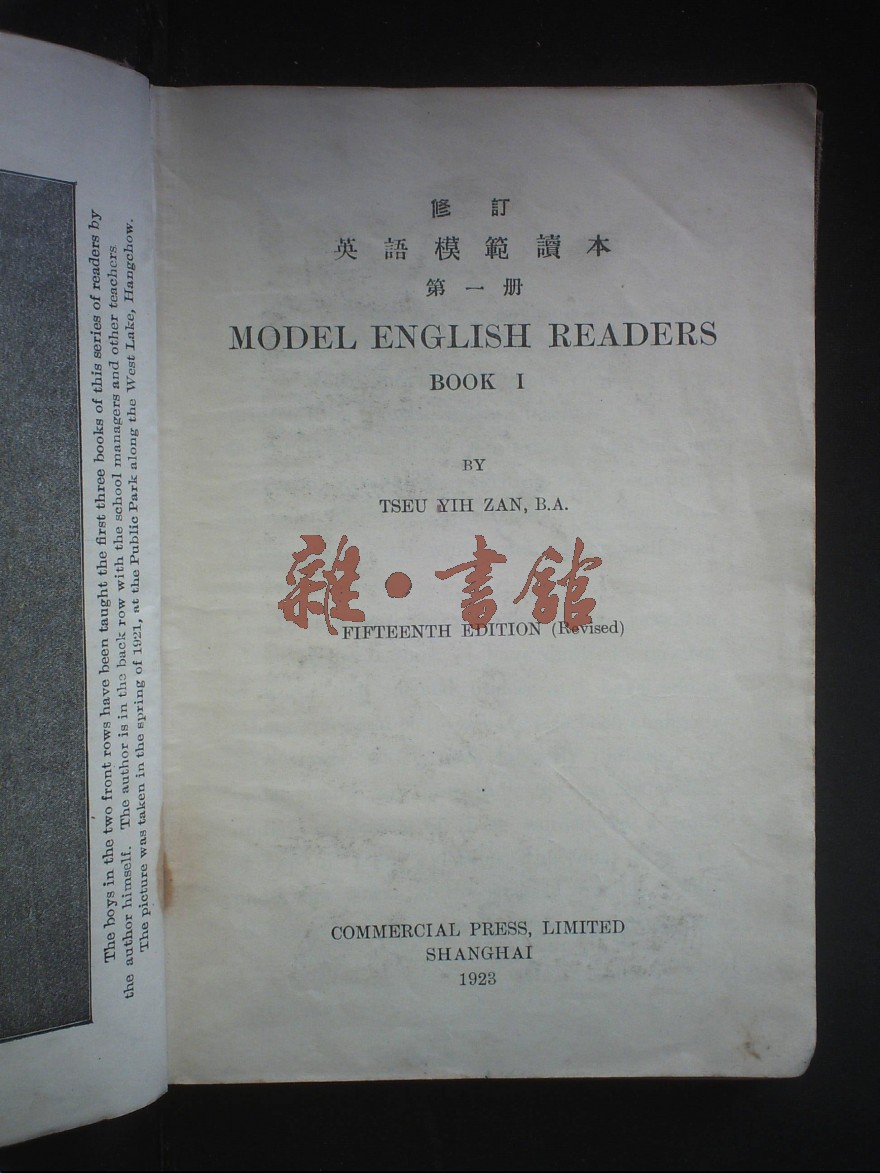 The boys in the two front rows have been taught the first three books of this series of readers by
the author himself. The author is in the back row with the school managers and other teachers
The picture was taken in the spring of 1921, at the Public Park along the West Lake, Hangchow.
修訂
英語模範讀本
第一册
MODEL ENGLISH READERS
BOOK I
BY
TSEU YIH ZAN, B.A.
雜·書館
FIFTEENTH EDITION (Revised)
COMMERCIAL PRESS, LIMITED
SHANGHAI
1923